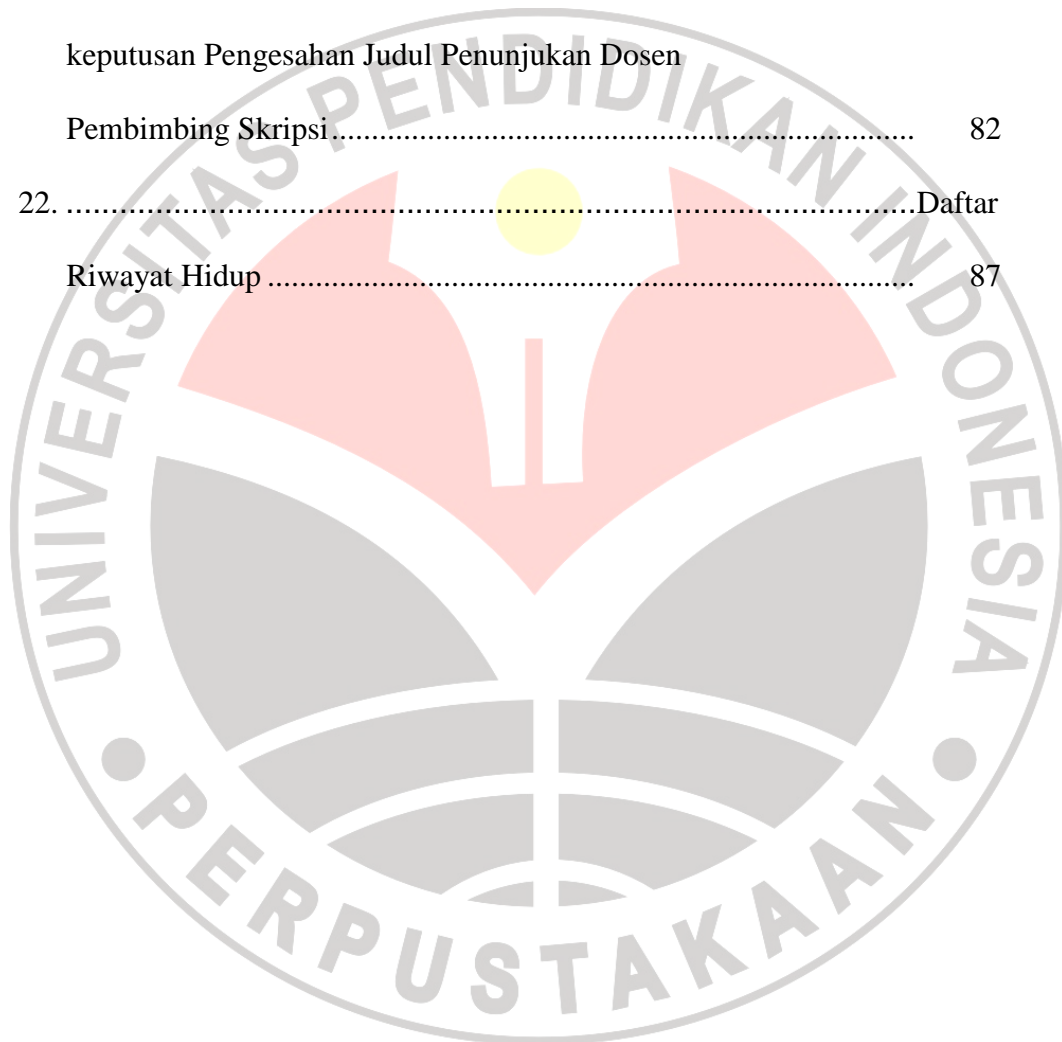 keputusan Pengesahan Judul Penunjukan Dosen
Pembimbing Skripsi...................................................................... 82
22. ........................................................................................Daftar
Riwayat Hidup .............................................................................. 87
UNIVERSITAS PENDIDIKAN INDONESIA
PERPUSTAKAAN